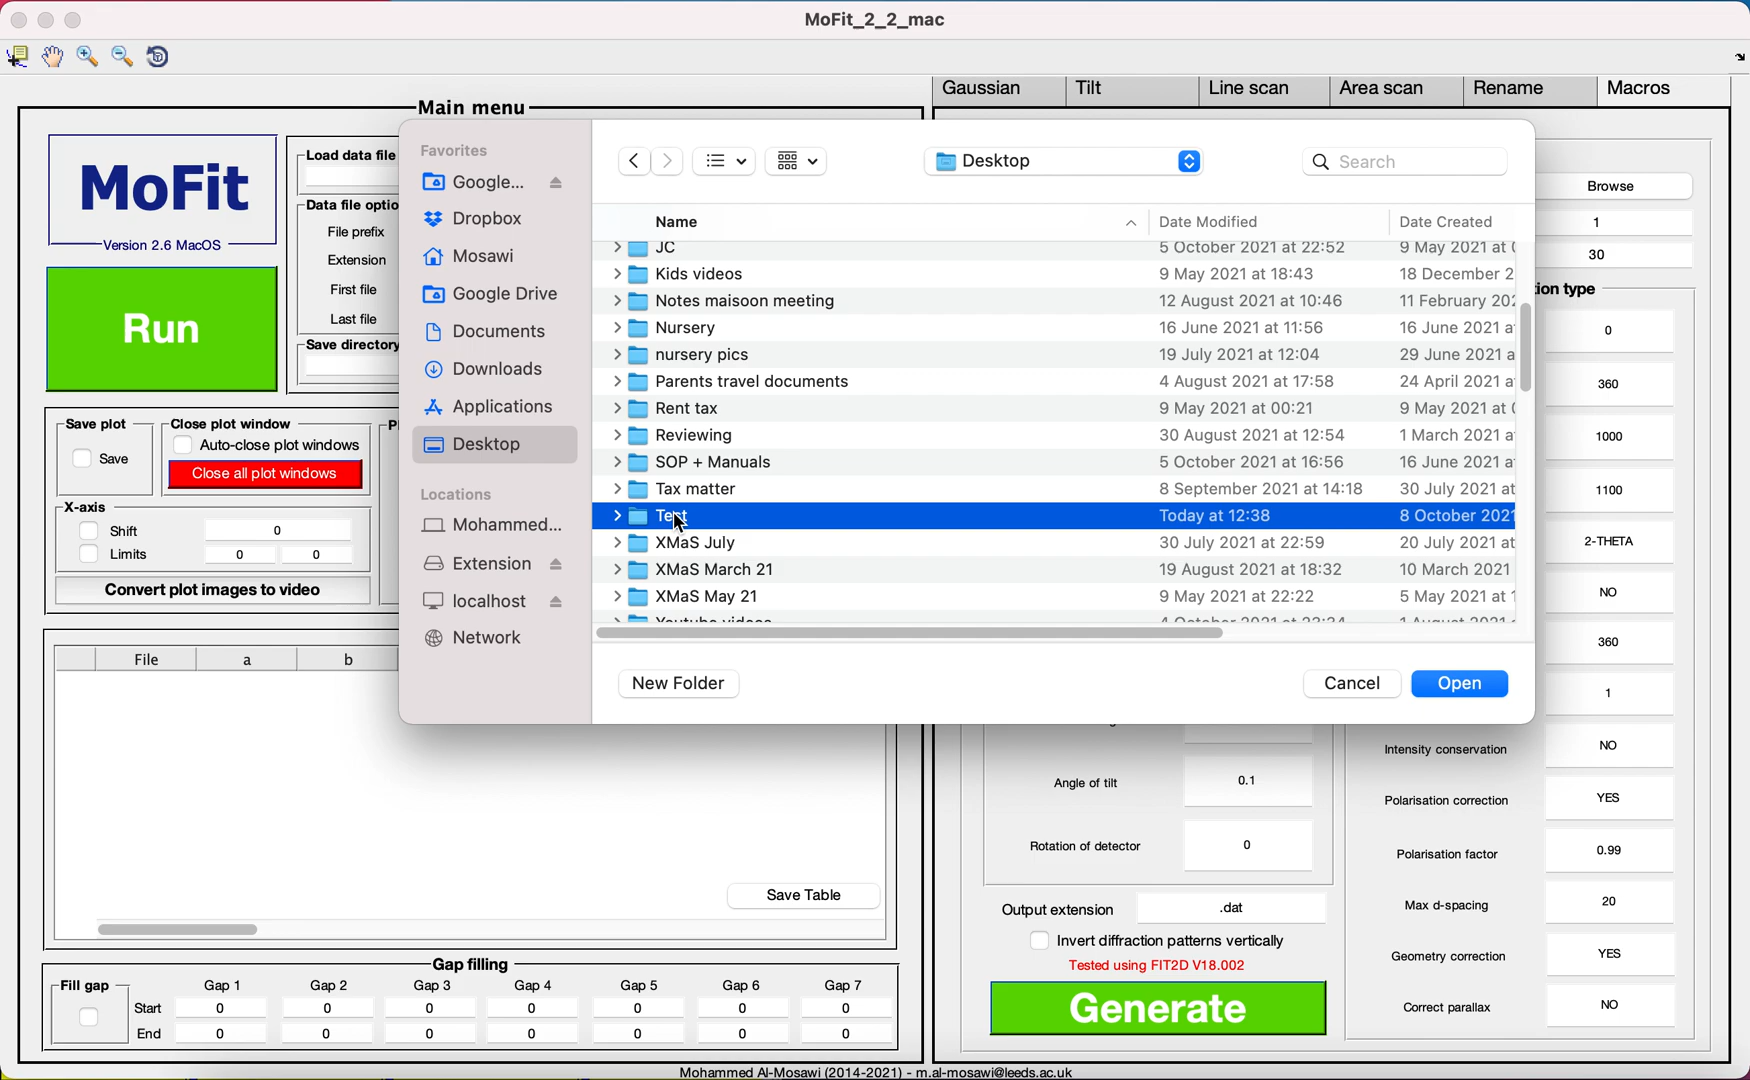 MoFit_2_2_mac
Gaussian Tilt Line scan Area scan Rename Macros
Main menu
MoFit
Version 2.6 MacOS
Run
Load data file
Data file optio
File prefix
Extension
First file
Last file
Save directory
Save plot
Save
Close plot window
Auto-close plot windows
Close all plot windows
X-axis
Shift 0
Limits 0 0
Convert plot images to video
File a b
Save Table
Gap filling
Fill gap
Gap 1 Gap 2 Gap 3 Gap 4 Gap 5 Gap 6 Gap 7
Start 0 0 0 0 0 0 0
End 0 0 0 0 0 0 0
Favorites
Google...
Dropbox
Mosawi
Google Drive
Documents
Downloads
Applications
Desktop
Locations
Mohammed...
Extension
localhost
Network
Desktop
Search
Name Date Modified Date Created
JC 5 October 2021 at 22:52 9 May 2021 at
Kids videos 9 May 2021 at 18:43 18 December 2
Notes maisoon meeting 12 August 2021 at 10:46 11 February 202
Nursery 16 June 2021 at 11:56 16 June 2021 a
nursery pics 19 July 2021 at 12:04 29 June 2021 a
Parents travel documents 4 August 2021 at 17:58 24 April 2021 a
Rent tax 9 May 2021 at 00:21 9 May 2021 at
Reviewing 30 August 2021 at 12:54 1 March 2021 a
SOP + Manuals 5 October 2021 at 16:56 16 June 2021 a
Tax matter 8 September 2021 at 14:18 30 July 2021 at
Test Today at 12:38 8 October 2021
XMaS July 30 July 2021 at 22:59 20 July 2021 at
XMaS March 21 19 August 2021 at 18:32 10 March 2021
XMaS May 21 9 May 2021 at 22:22 5 May 2021 at 1
New Folder Cancel Open
Browse
1
30
ion type
0
360
1000
1100
2-THETA
NO
360
1
Intensity conservation NO
Polarisation correction YES
Polarisation factor 0.99
Max d-spacing 20
Geometry correction YES
Correct parallax NO
Angle of tilt 0.1
Rotation of detector 0
Output extension .dat
Invert diffraction patterns vertically
Tested using FIT2D V18.002
Generate
Mohammed Al-Mosawi (2014-2021) - m.al-mosawi@leeds.ac.uk